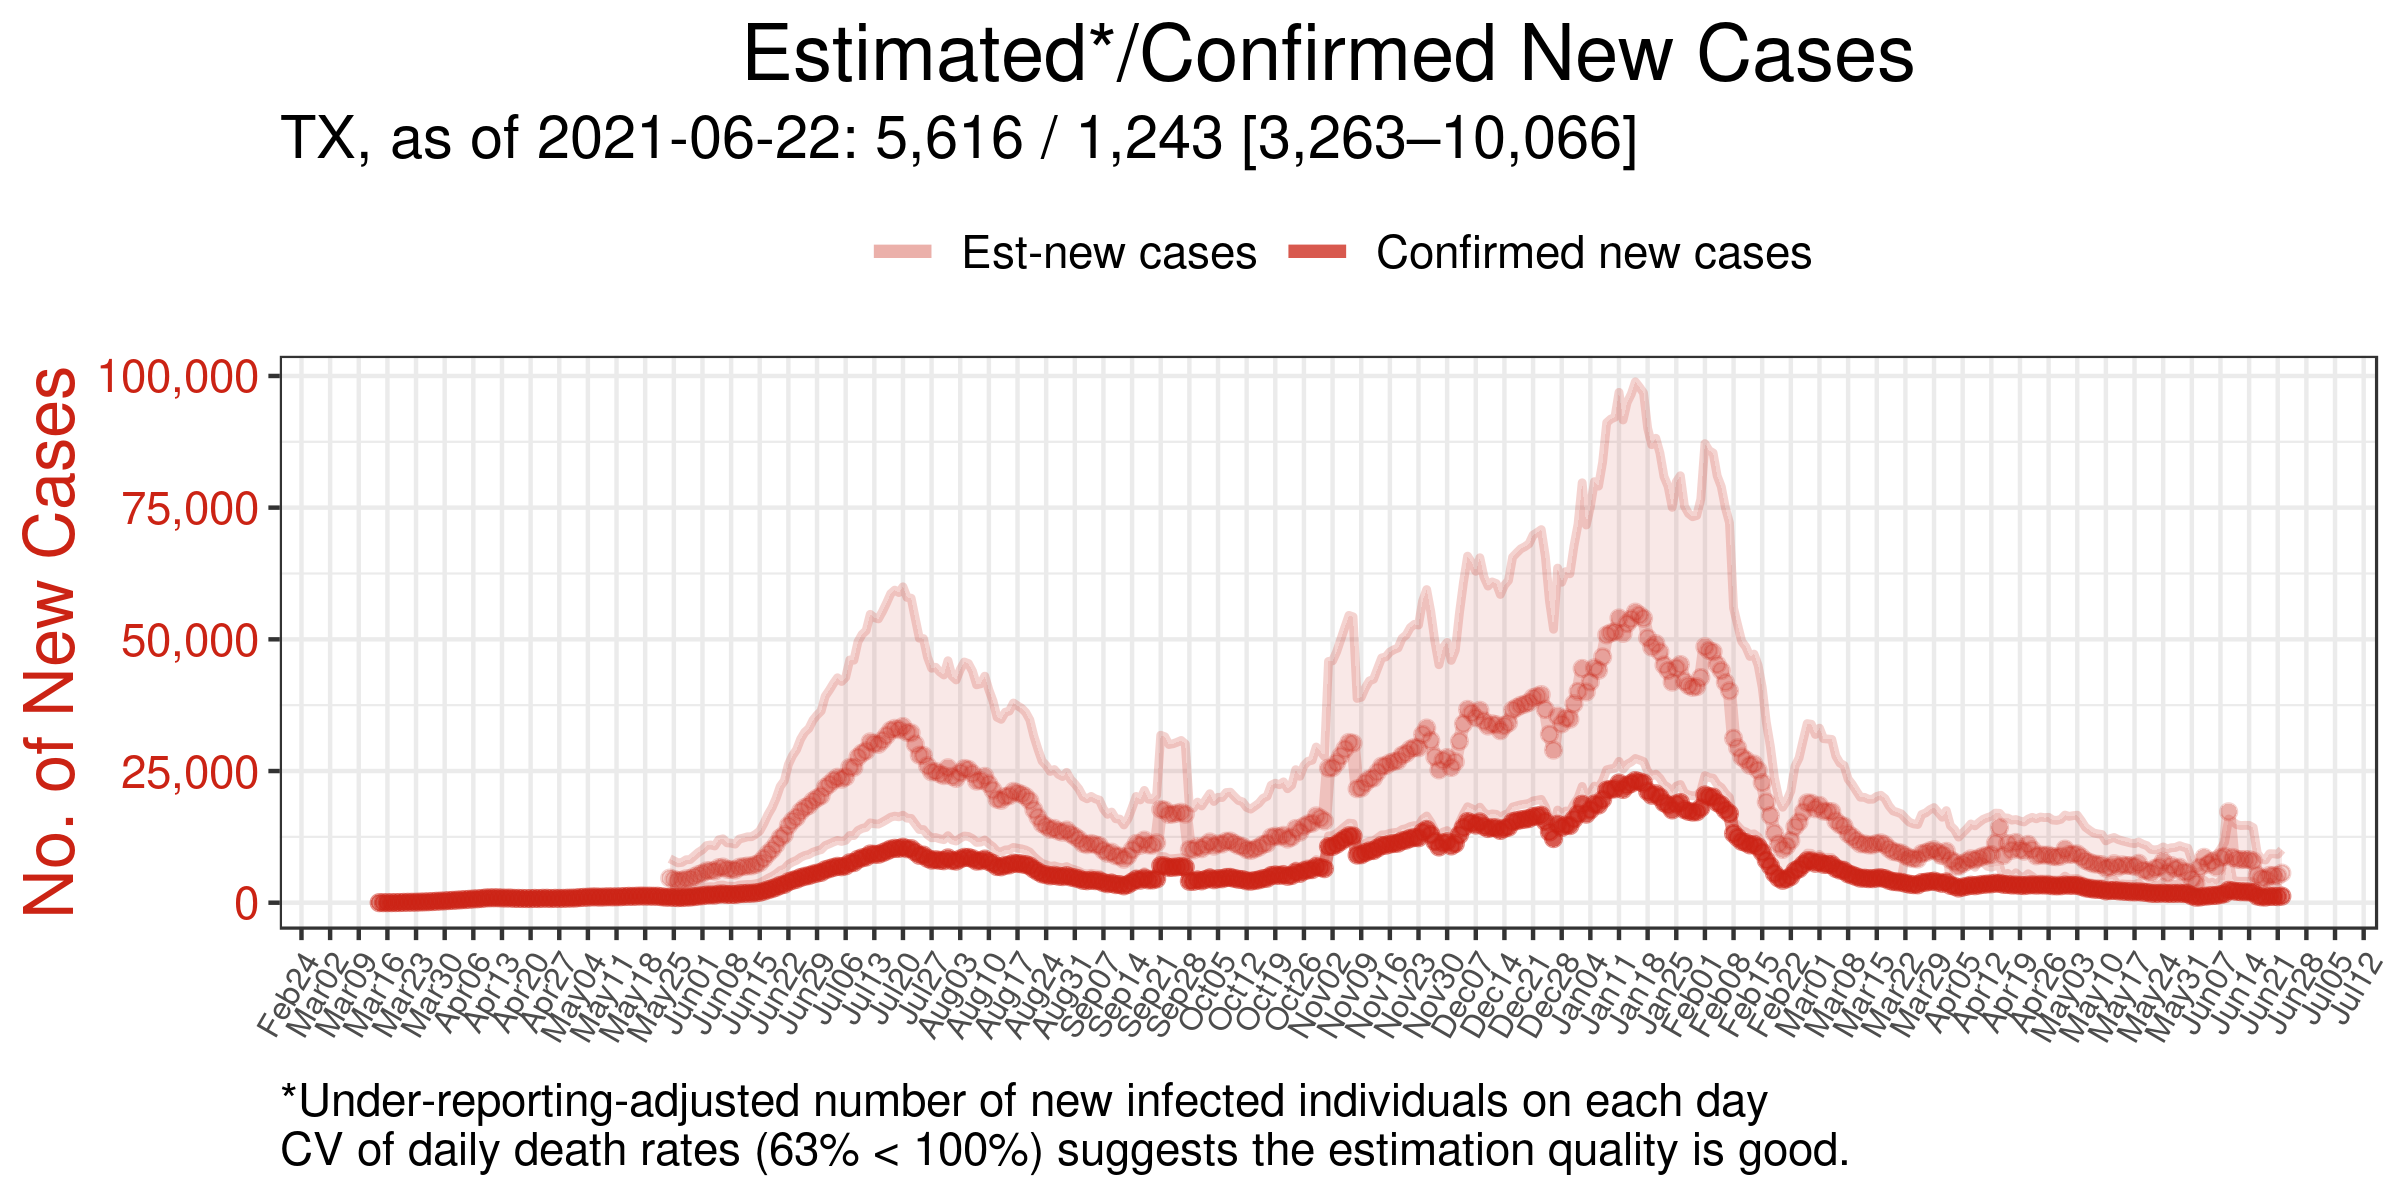 Estimated*/Confirmed New Cases
TX, as of 2021-06-22: 5,616 / 1,243 [3,263–10,066]
Est-new cases Confirmed new cases
No. of New Cases
100,000
75,000
50,000
25,000
0
Feb24 Mar02 Mar09 Mar16 Mar23 Mar30 Apr06 Apr13 Apr20 Apr27 May04 May11 May18 May25 Jun01 Jun08 Jun15 Jun22 Jun29 Jul06 Jul13 Jul20 Jul27 Aug03 Aug10 Aug17 Aug24 Aug31 Sep07 Sep14 Sep21 Sep28 Oct05 Oct12 Oct19 Oct26 Nov02 Nov09 Nov16 Nov23 Nov30 Dec07 Dec14 Dec21 Dec28 Jan04 Jan11 Jan18 Jan25 Feb01 Feb08 Feb15 Feb22 Mar01 Mar08 Mar15 Mar22 Mar29 Apr05 Apr12 Apr19 Apr26 May03 May10 May17 May24 May31 Jun07 Jun14 Jun21 Jun28 Jul05 Jul12
*Under-reporting-adjusted number of new infected individuals on each day
CV of daily death rates (63% < 100%) suggests the estimation quality is good.